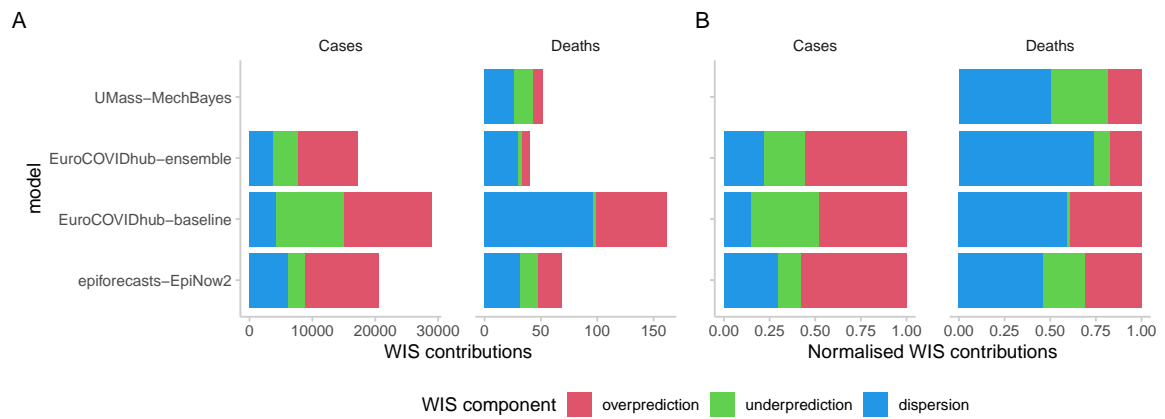 A
B
Cases Deaths
Cases Deaths
model
UMass−MechBayes
EuroCOVIDhub−ensemble
EuroCOVIDhub−baseline
epiforecasts−EpiNow2
0 10000 20000 30000
0 50 100 150
0.00 0.25 0.50 0.75 1.00
0.00 0.25 0.50 0.75 1.00
WIS contributions
Normalised WIS contributions
WIS component overprediction underprediction dispersion